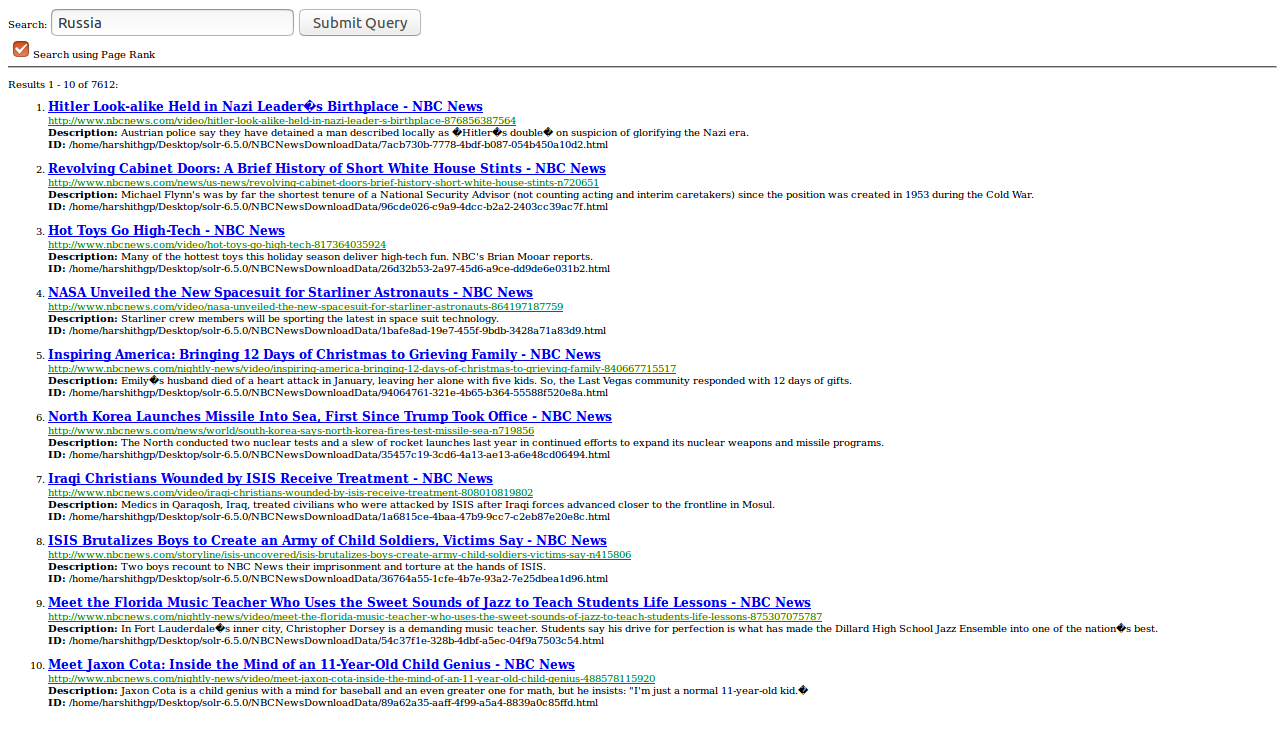 Search: Russia Submit Query
Search using Page Rank
Results 1 - 10 of 7612:
1. Hitler Look-alike Held in Nazi Leader�s Birthplace - NBC News
http://www.nbcnews.com/video/hitler-look-alike-held-in-nazi-leader-s-birthplace-876856387564
Description: Austrian police say they have detained a man described locally as �Hitler�s double� on suspicion of glorifying the Nazi era.
ID: /home/harshithgp/Desktop/solr-6.5.0/NBCNewsDownloadData/7acb730b-7778-4bdf-b087-054b450a10d2.html
2. Revolving Cabinet Doors: A Brief History of Short White House Stints - NBC News
http://www.nbcnews.com/news/us-news/revolving-cabinet-doors-brief-history-short-white-house-stints-n720651
Description: Michael Flynn's was by far the shortest tenure of a National Security Advisor (not counting acting and interim caretakers) since the position was created in 1953 during the Cold War.
ID: /home/harshithgp/Desktop/solr-6.5.0/NBCNewsDownloadData/96cde026-c9a9-4dcc-b2a2-2403cc39ac7f.html
3. Hot Toys Go High-Tech - NBC News
http://www.nbcnews.com/video/hot-toys-go-high-tech-817364035924
Description: Many of the hottest toys this holiday season deliver high-tech fun. NBC's Brian Mooar reports.
ID: /home/harshithgp/Desktop/solr-6.5.0/NBCNewsDownloadData/26d32b53-2a97-45d6-a9ce-dd9de6e031b2.html
4. NASA Unveiled the New Spacesuit for Starliner Astronauts - NBC News
http://www.nbcnews.com/video/nasa-unveiled-the-new-spacesuit-for-starliner-astronauts-864197187759
Description: Starliner crew members will be sporting the latest in space suit technology.
ID: /home/harshithgp/Desktop/solr-6.5.0/NBCNewsDownloadData/1bafe8ad-19e7-455f-9bdb-3428a71a83d9.html
5. Inspiring America: Bringing 12 Days of Christmas to Grieving Family - NBC News
http://www.nbcnews.com/nightly-news/video/inspiring-america-bringing-12-days-of-christmas-to-grieving-family-840667715517
Description: Emily�s husband died of a heart attack in January, leaving her alone with five kids. So, the Last Vegas community responded with 12 days of gifts.
ID: /home/harshithgp/Desktop/solr-6.5.0/NBCNewsDownloadData/94064761-321e-4b65-b364-55588f520e8a.html
6. North Korea Launches Missile Into Sea, First Since Trump Took Office - NBC News
http://www.nbcnews.com/news/world/south-korea-says-north-korea-fires-test-missile-sea-n719856
Description: The North conducted two nuclear tests and a slew of rocket launches last year in continued efforts to expand its nuclear weapons and missile programs.
ID: /home/harshithgp/Desktop/solr-6.5.0/NBCNewsDownloadData/35457c19-3cd6-4a13-ae13-a6e48cd06494.html
7. Iraqi Christians Wounded by ISIS Receive Treatment - NBC News
http://www.nbcnews.com/video/iraqi-christians-wounded-by-isis-receive-treatment-808010819802
Description: Medics in Qaraqosh, Iraq, treated civilians who were attacked by ISIS after Iraqi forces advanced closer to the frontline in Mosul.
ID: /home/harshithgp/Desktop/solr-6.5.0/NBCNewsDownloadData/1a6815ce-4baa-47b9-9cc7-c2eb87e20e8c.html
8. ISIS Brutalizes Boys to Create an Army of Child Soldiers, Victims Say - NBC News
http://www.nbcnews.com/storyline/isis-uncovered/isis-brutalizes-boys-create-army-child-soldiers-victims-say-n415806
Description: Two boys recount to NBC News their imprisonment and torture at the hands of ISIS.
ID: /home/harshithgp/Desktop/solr-6.5.0/NBCNewsDownloadData/36764a55-1cfe-4b7e-93a2-7e25dbea1d96.html
9. Meet the Florida Music Teacher Who Uses the Sweet Sounds of Jazz to Teach Students Life Lessons - NBC News
http://www.nbcnews.com/nightly-news/video/meet-the-florida-music-teacher-who-uses-the-sweet-sounds-of-jazz-to-teach-students-life-lessons-875307075787
Description: In Fort Lauderdale�s inner city, Christopher Dorsey is a demanding music teacher. Students say his drive for perfection is what has made the Dillard High School Jazz Ensemble into one of the nation�s best.
ID: /home/harshithgp/Desktop/solr-6.5.0/NBCNewsDownloadData/54c37f1e-328b-4dbf-a5ec-04f9a7503c54.html
10. Meet Jaxon Cota: Inside the Mind of an 11-Year-Old Child Genius - NBC News
http://www.nbcnews.com/nightly-news/video/meet-jaxon-cota-inside-the-mind-of-an-11-year-old-child-genius-488578115920
Description: Jaxon Cota is a child genius with a mind for baseball and an even greater one for math, but he insists: "I'm just a normal 11-year-old kid.�
ID: /home/harshithgp/Desktop/solr-6.5.0/NBCNewsDownloadData/89a62a35-aaff-4f99-a5a4-8839a0c85ffd.html